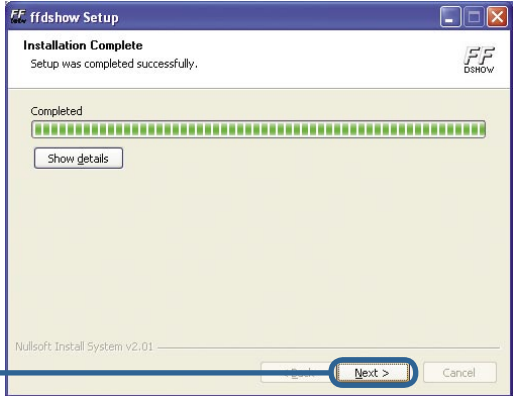 ffdshow Setup
Installation Complete
Setup was completed successfully.
FF
DSHOW
Completed
Show details
Nullsoft Install System v2.01
Next >
Cancel